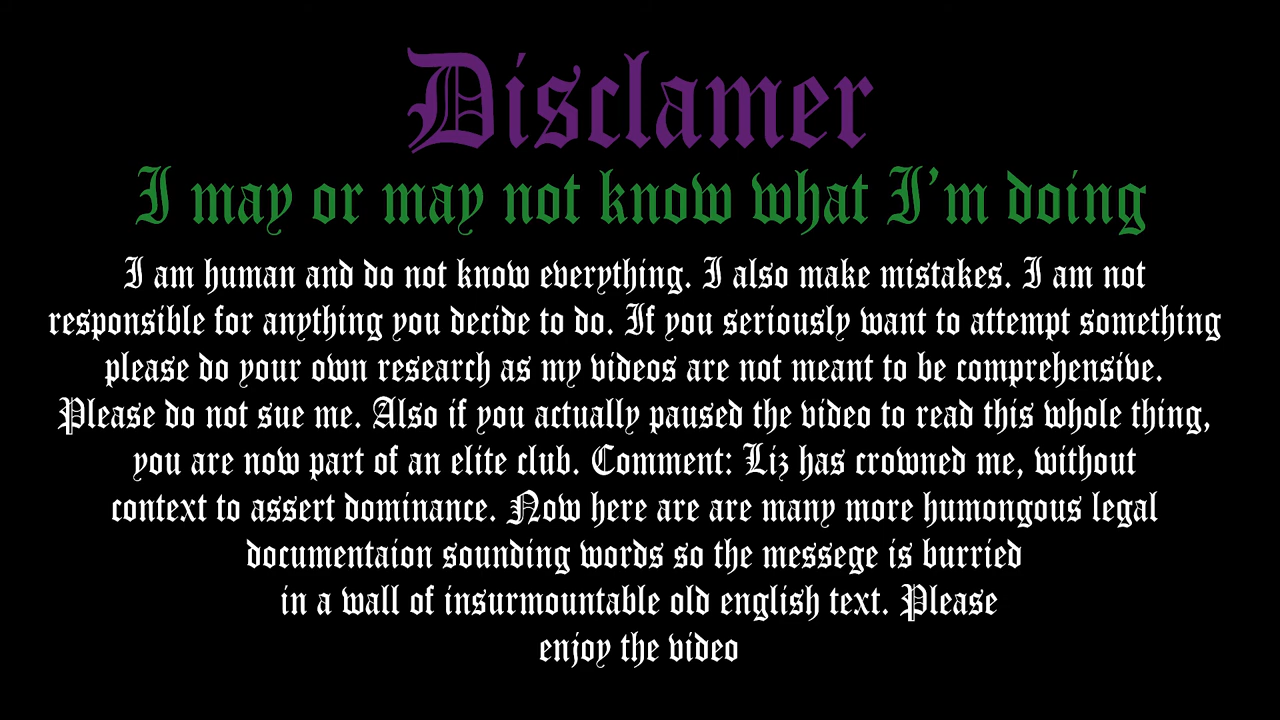 Disclamer
I may or may not know what I'm doing
I am human and do not know everything. I also make mistakes. I am not
responsible for anything you decide to do. If you seriously want to attempt something
please do your own research as my videos are not meant to be comprehensive.
Please do not sue me. Also if you actually paused the video to read this whole thing,
you are now part of an elite club. Comment: Liz has crowned me, without
context to assert dominance. Now here are are many more humongous legal
documentaion sounding words so the messege is burried
in a wall of insurmountable old english text. Please
enjoy the video